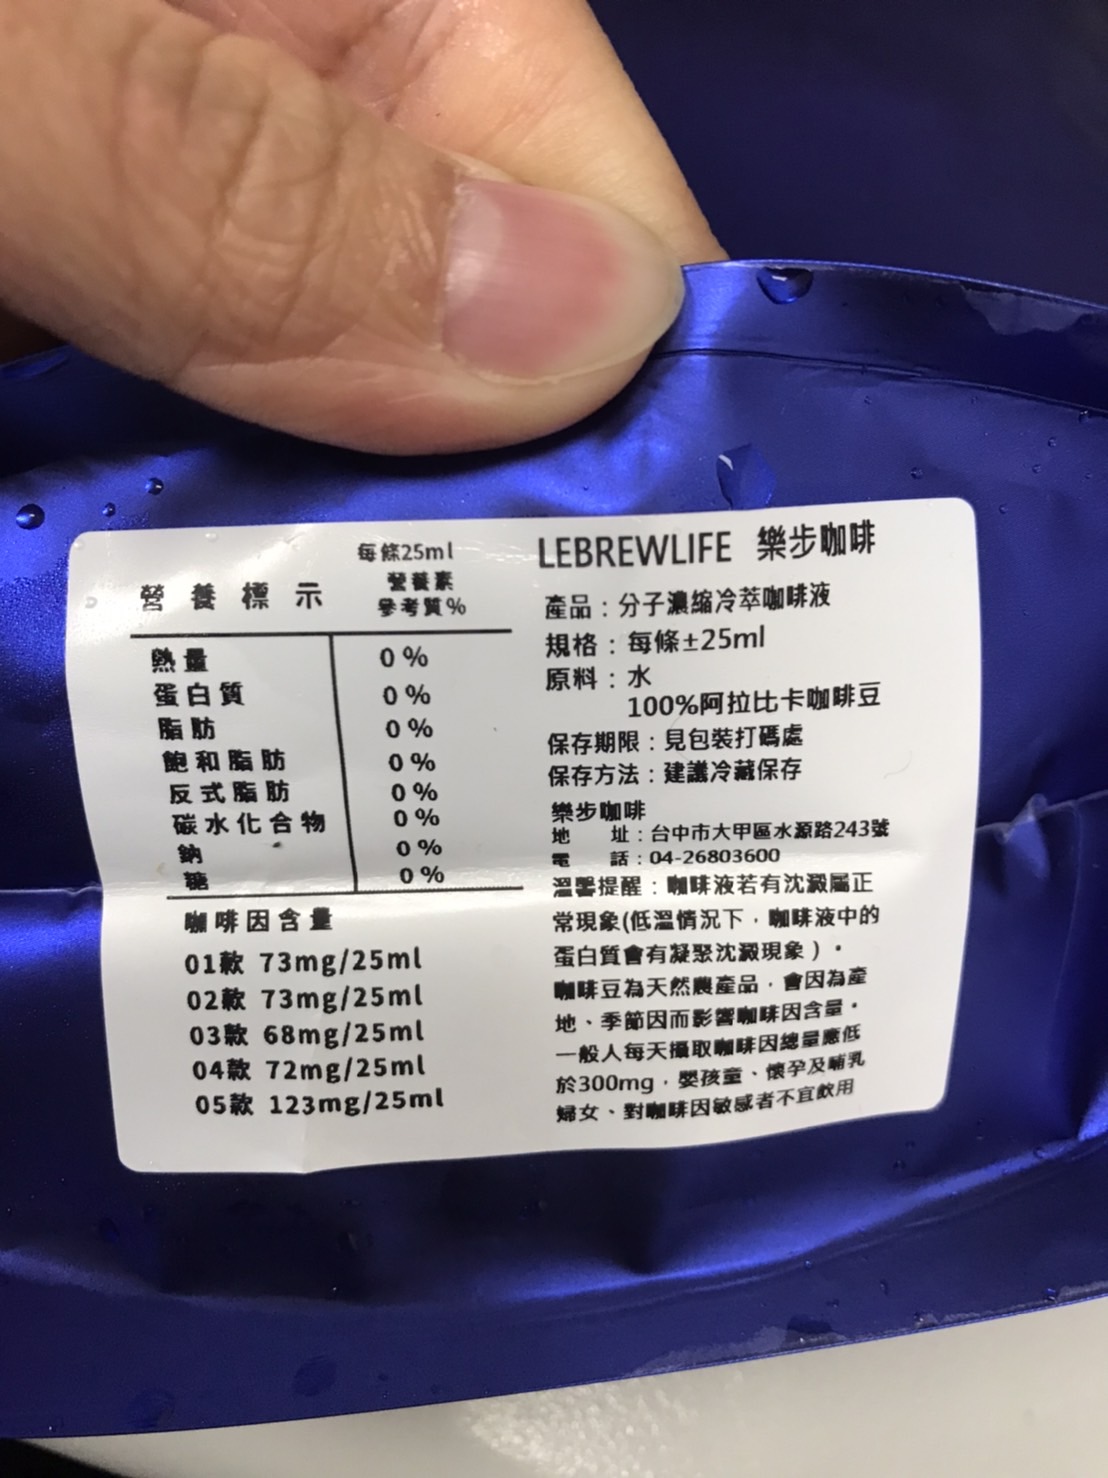 每條25ml
營養標示
營養素
參考質%
熱量 0%
蛋白質 0%
脂肪 0%
飽和脂肪 0%
反式脂肪 0%
碳水化合物 0%
鈉 0%
糖 0%
咖啡因含量
01款 73mg/25ml
02款 73mg/25ml
03款 68mg/25ml
04款 72mg/25ml
05款 123mg/25ml
LEBREWLIFE 樂步咖啡
產品：分子濃縮冷萃咖啡液
規格：每條±25ml
原料：水
100%阿拉比卡咖啡豆
保存期限：見包裝打碼處
保存方法：建議冷藏保存
樂步咖啡
地 址：台中市大甲區水源路243號
電 話：04-26803600
溫馨提醒：咖啡液若有沈澱屬正
常現象(低溫情況下，咖啡液中的
蛋白質會有凝聚沈澱現象)。
咖啡豆為天然農產品，會因為產
地、季節因而影響咖啡因含量。
一般人每天攝取咖啡因總量應低
於300mg，嬰孩童、懷孕及哺乳
婦女、對咖啡因敏感者不宜飲用